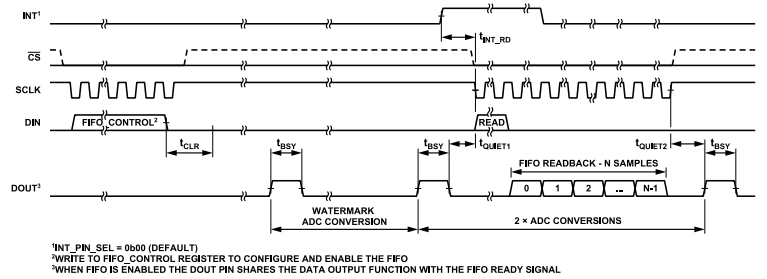 INT1
tINT_RD
CS
SCLK
DIN
FIFO_CONTROL2
READ
tCLR
tBSY
tBSY
tQUIET1
tQUIET2
tBSY
FIFO READBACK - N SAMPLES
DOUT3
0 1 2 ... N-1
WATERMARK
ADC CONVERSION
2 × ADC CONVERSIONS
1INT_PIN_SEL = 0b00 (DEFAULT)
2WRITE TO FIFO_CONTROL REGISTER TO CONFIGURE AND ENABLE THE FIFO
3WHEN FIFO IS ENABLED THE DOUT PIN SHARES THE DATA OUTPUT FUNCTION WITH THE FIFO READY SIGNAL